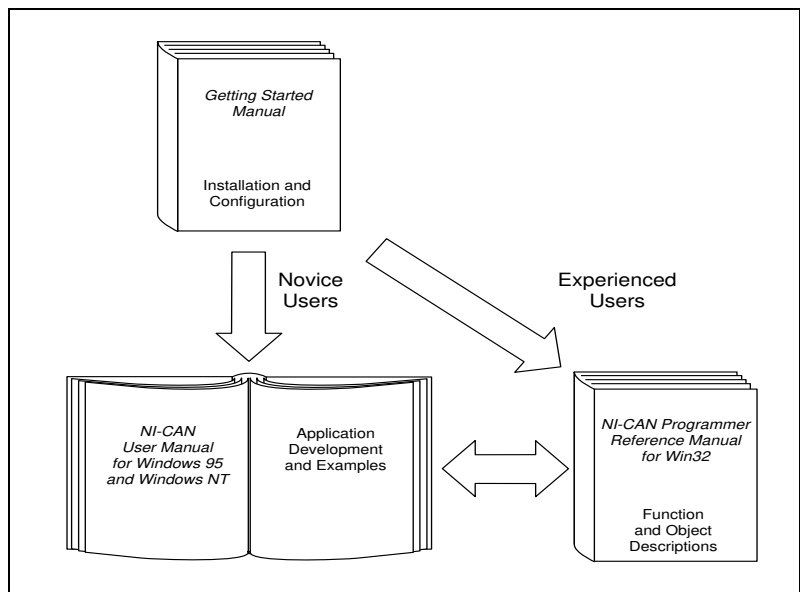 Getting Started
Manual
Installation and
Configuration
Novice
Users
Experienced
Users
NI-CAN
User Manual
for Windows 95
and Windows NT
Application
Development
and Examples
NI-CAN Programmer
Reference Manual
for Win32
Function
and Object
Descriptions